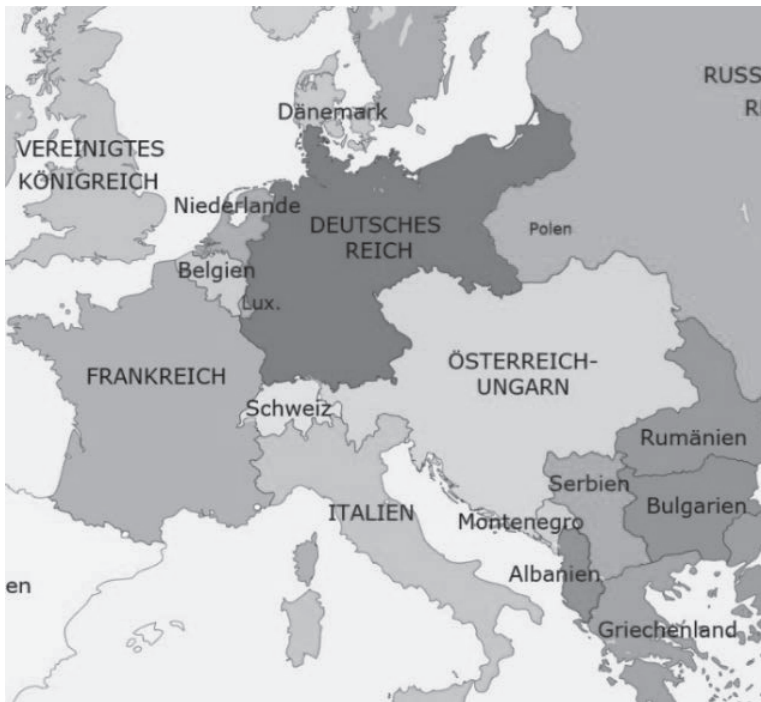 RUSS
RE
Dänemark
VEREINIGTES
KÖNIGREICH
Niederlande
DEUTSCHES
REICH
Polen
Belgien
Lux.
FRANKREICH
ÖSTERREICH-
UNGARN
Schweiz
Rumänien
Serbien
Bulgarien
ITALIEN
Montenegro
Albanien
en
Griechenland